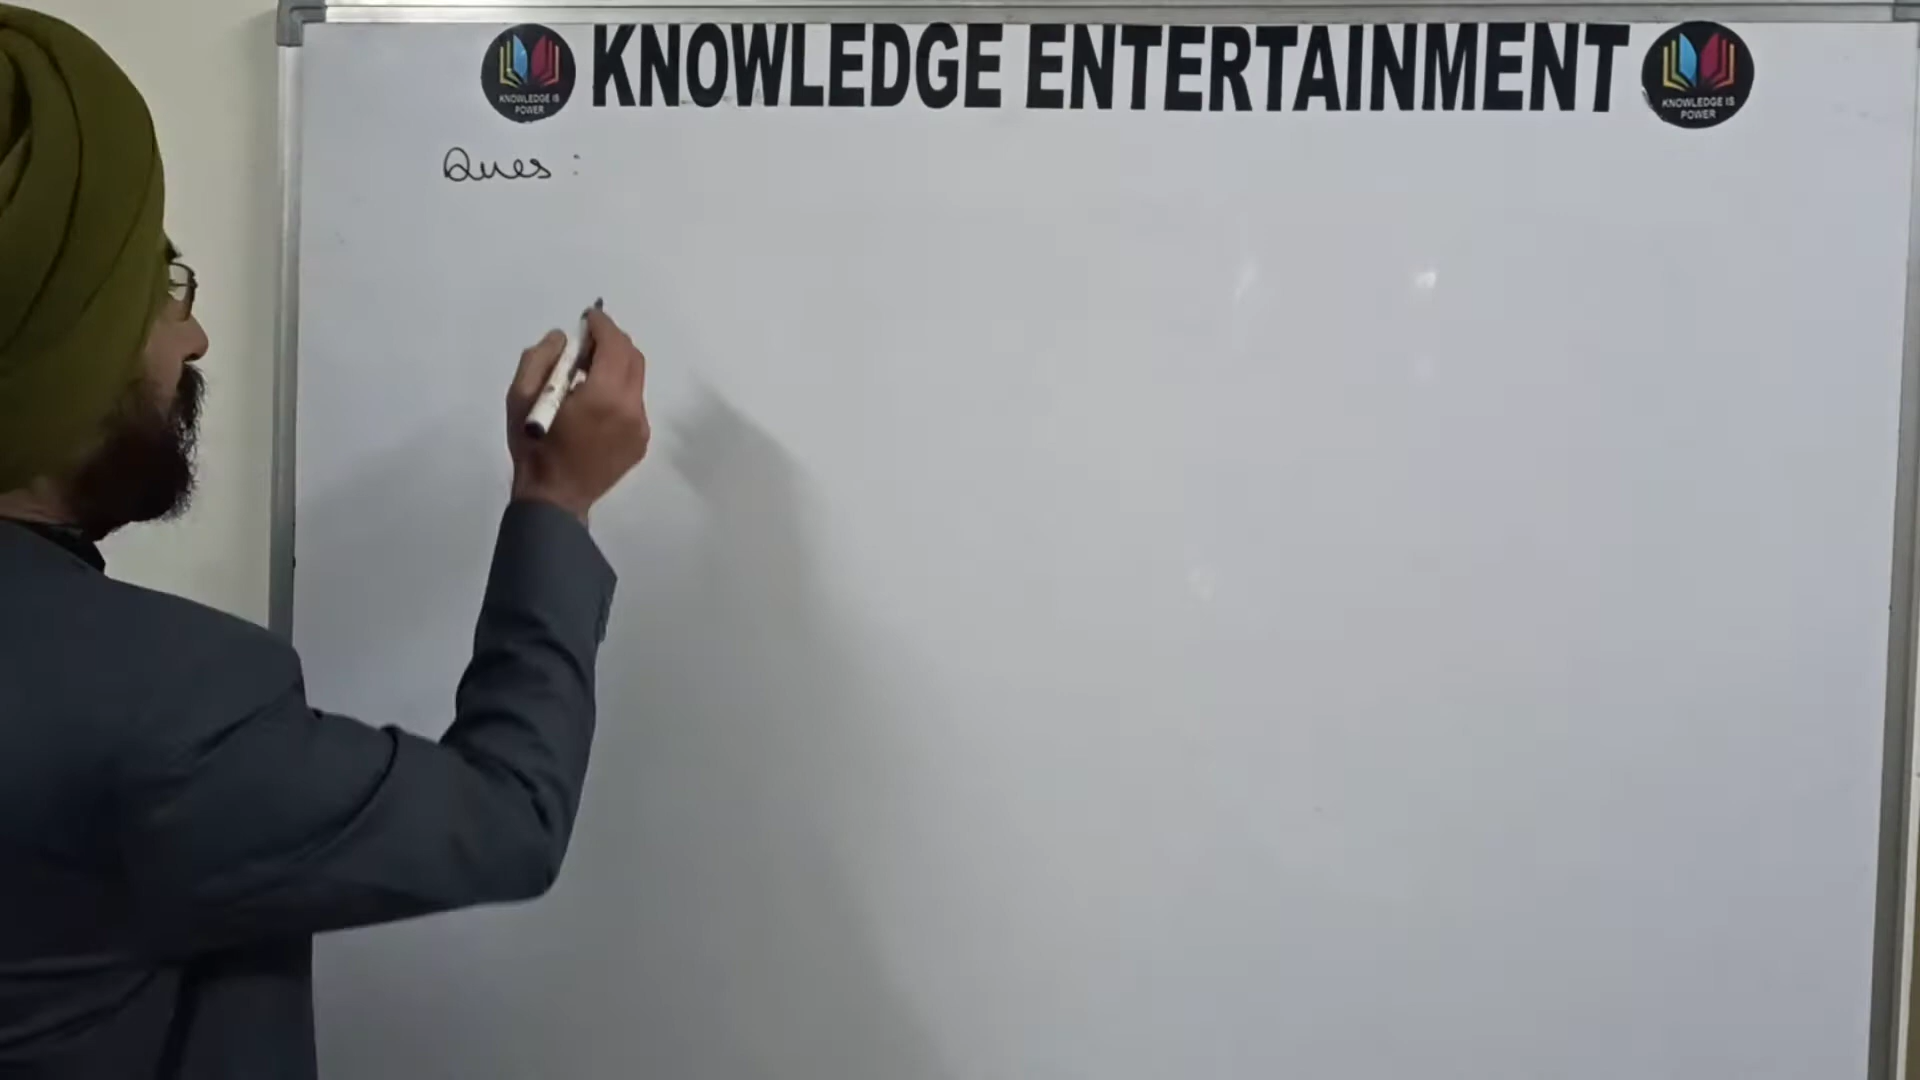 KNOWLEDGE ENTERTAINMENT
KNOWLEDGE IS
POWER
KNOWLEDGE IS
POWER
Ques :